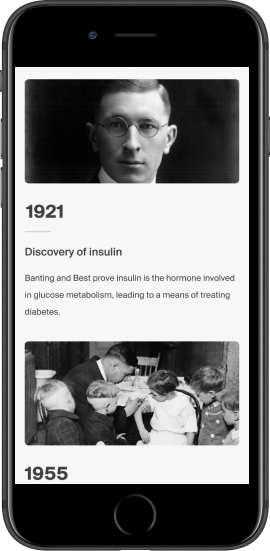 1921
Discovery of insulin
Banting and Best prove insulin is the hormone involved
in glucose metabolism, leading to a means of treating
diabetes.
1955